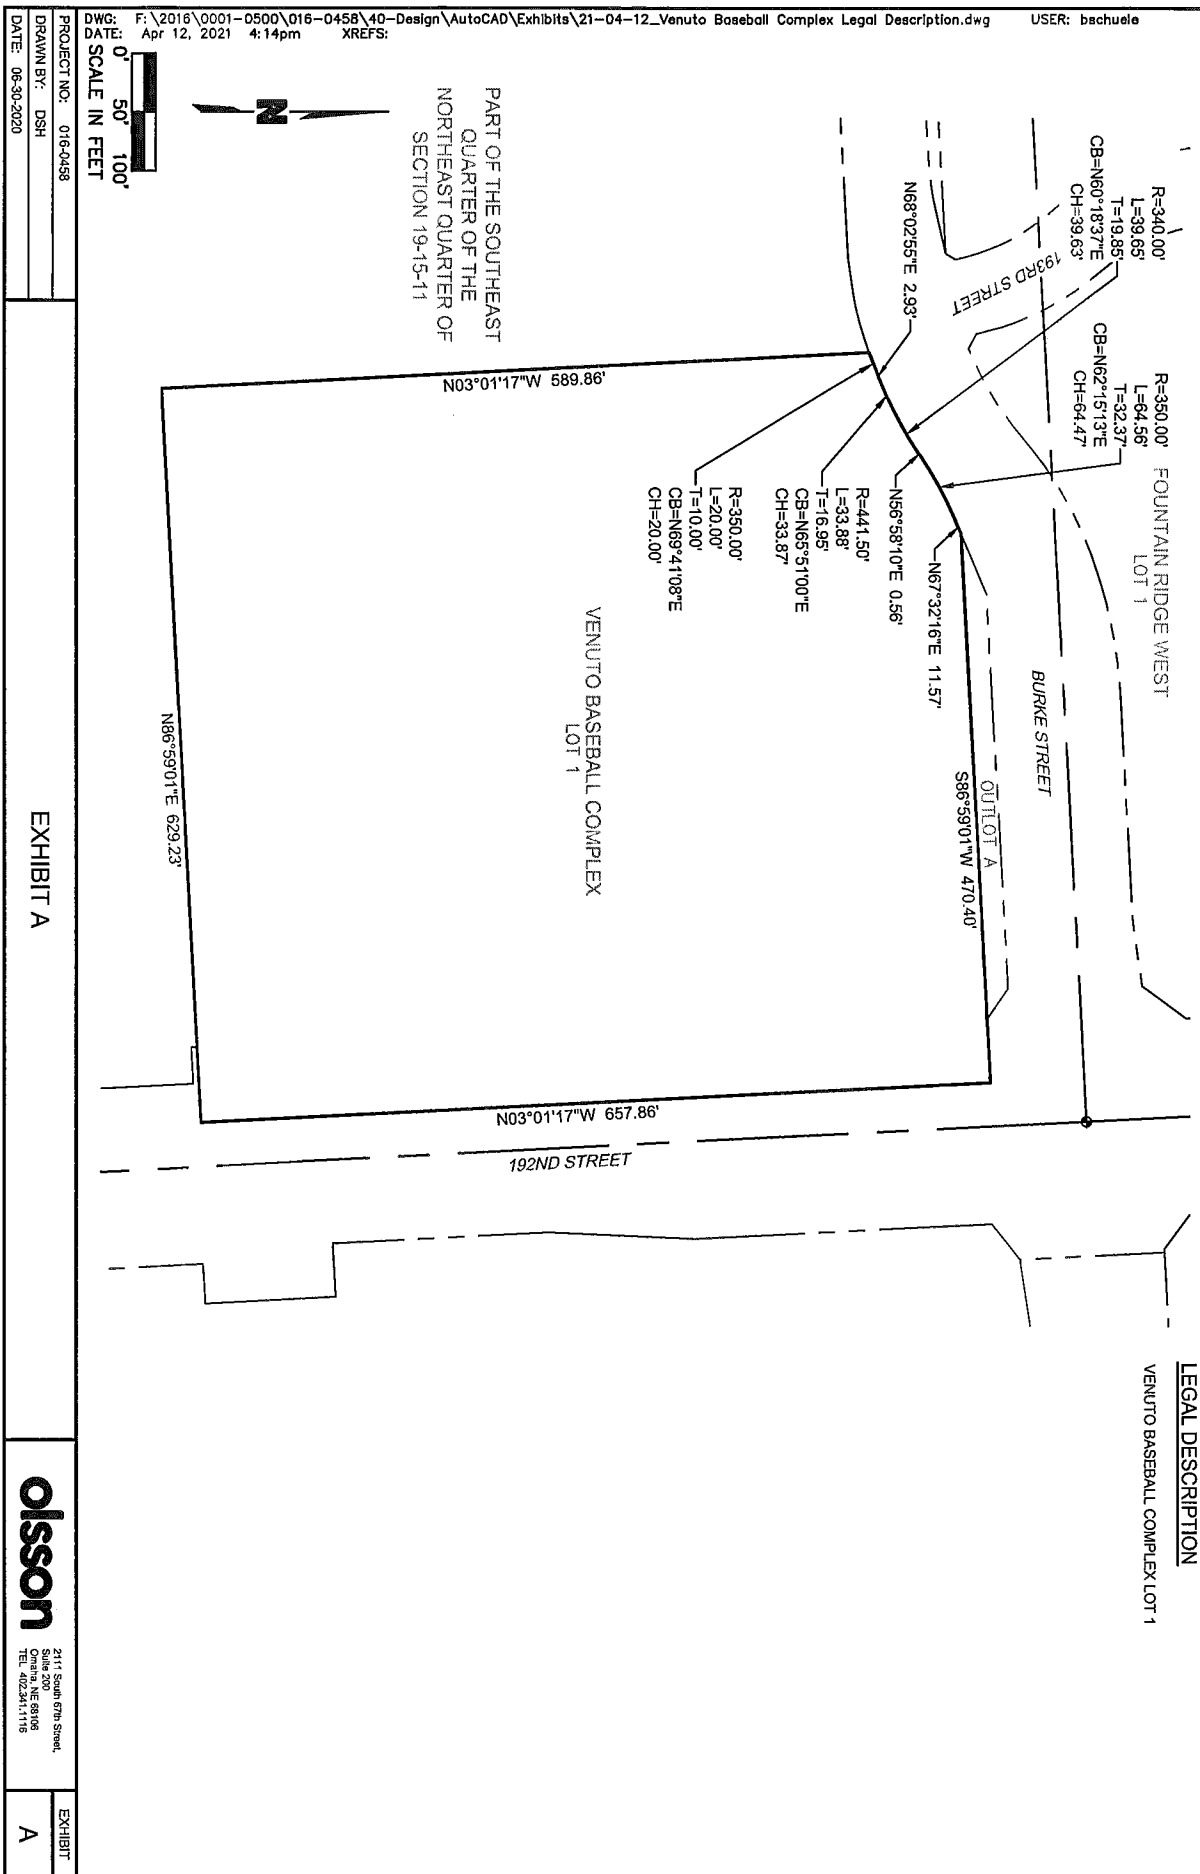 DWG: F:\2016\0001-0500\016-0458\40-Design\AutoCAD\Exhibits\21-04-12_Venuto Baseball Complex Legal Description.dwg USER: bschuele
DATE: Apr 12, 2021 4:14pm XREFS:
LEGAL DESCRIPTION
VENUTO BASEBALL COMPLEX LOT 1
R=340.00'
L=39.65'
T=19.85'
CB=N60°18'37"E
CH=39.63'
R=350.00'
L=64.56'
T=32.37'
CB=N62°15'13"E
CH=64.47'
FOUNTAIN RIDGE WEST
LOT 1
193RD STREET
BURKE STREET
OUTLOT A
S86°59'01"W 470.40'
N68°02'55"E 2.93'
N67°32'16"E 11.57'
N56°58'10"E 0.56'
R=441.50'
L=33.88'
T=16.95'
CB=N65°51'00"E
CH=33.87'
R=350.00'
L=20.00'
T=10.00'
CB=N69°41'08"E
CH=20.00'
PART OF THE SOUTHEAST
QUARTER OF THE
NORTHEAST QUARTER OF
SECTION 19-15-11
N03°01'17"W 589.86'
VENUTO BASEBALL COMPLEX
LOT 1
N03°01'17"W 657.86'
192ND STREET
N86°59'01"E 629.23'
N
0' 50' 100'
SCALE IN FEET
PROJECT NO: 016-0458
DRAWN BY: DSH
DATE: 06-30-2020
EXHIBIT A
olsson
2111 South 67th Street,
Suite 200
Omaha, NE 68106
TEL 402.341.1116
EXHIBIT
A